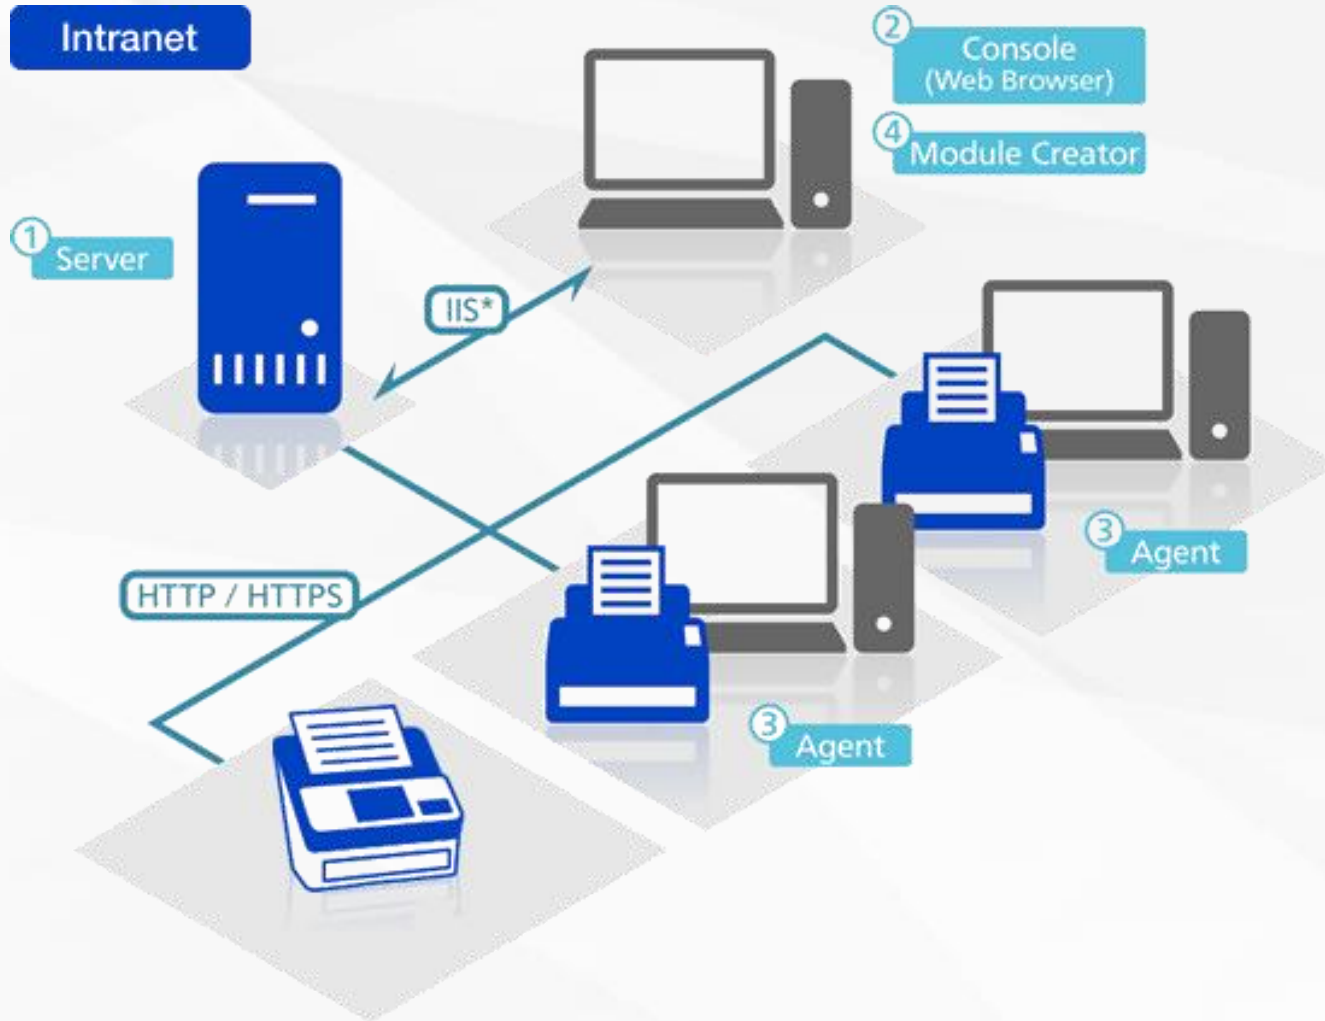 Intranet
2
Console
(Web Browser)
4
Module Creator
1
Server
IIS*
3
Agent
HTTP / HTTPS
3
Agent